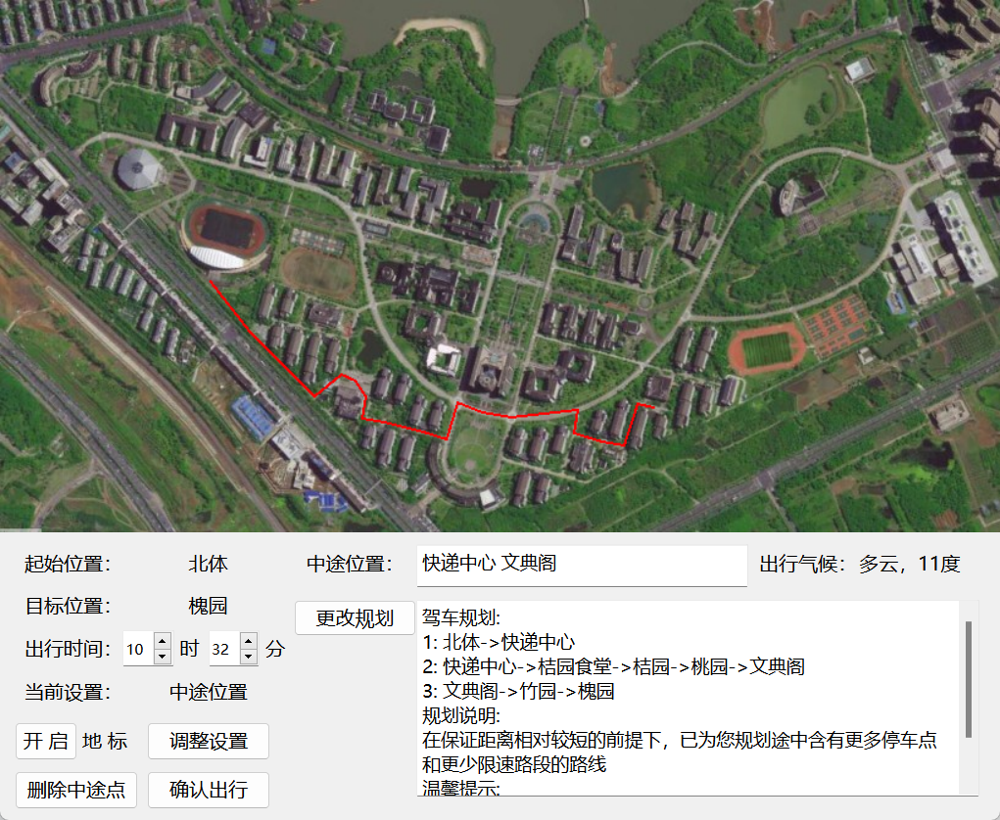 起始位置： 北体 中途位置： 快递中心 文典阁 出行气候： 多云，11度
目标位置： 槐园
更改规划
出行时间： 10 时 32 分
当前设置： 中途位置
开 启 地 标 调整设置
删除中途点 确认出行
驾车规划:
1: 北体->快递中心
2: 快递中心->桔园食堂->桔园->桃园->文典阁
3: 文典阁->竹园->槐园
规划说明:
在保证距离相对较短的前提下，已为您规划途中含有更多停车点
和更少限速路段的路线
温馨提示: